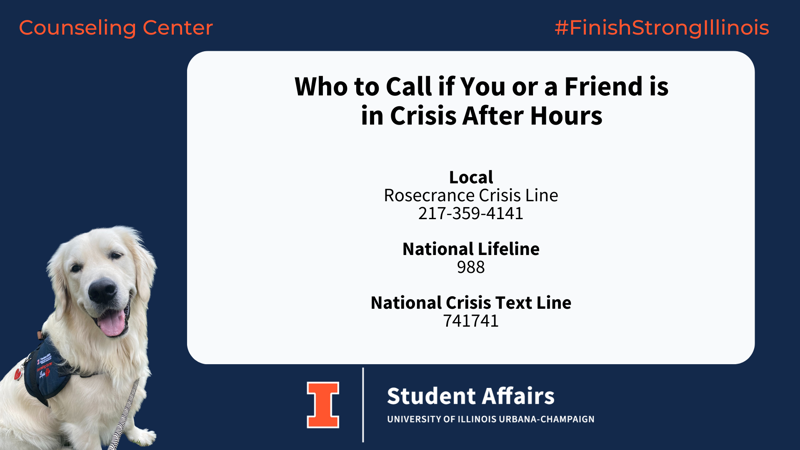 Counseling Center
#FinishStrongIllinois
Who to Call if You or a Friend is
in Crisis After Hours
Local
Rosecrance Crisis Line
217-359-4141
National Lifeline
988
National Crisis Text Line
741741
I
Student Affairs
UNIVERSITY OF ILLINOIS URBANA-CHAMPAIGN